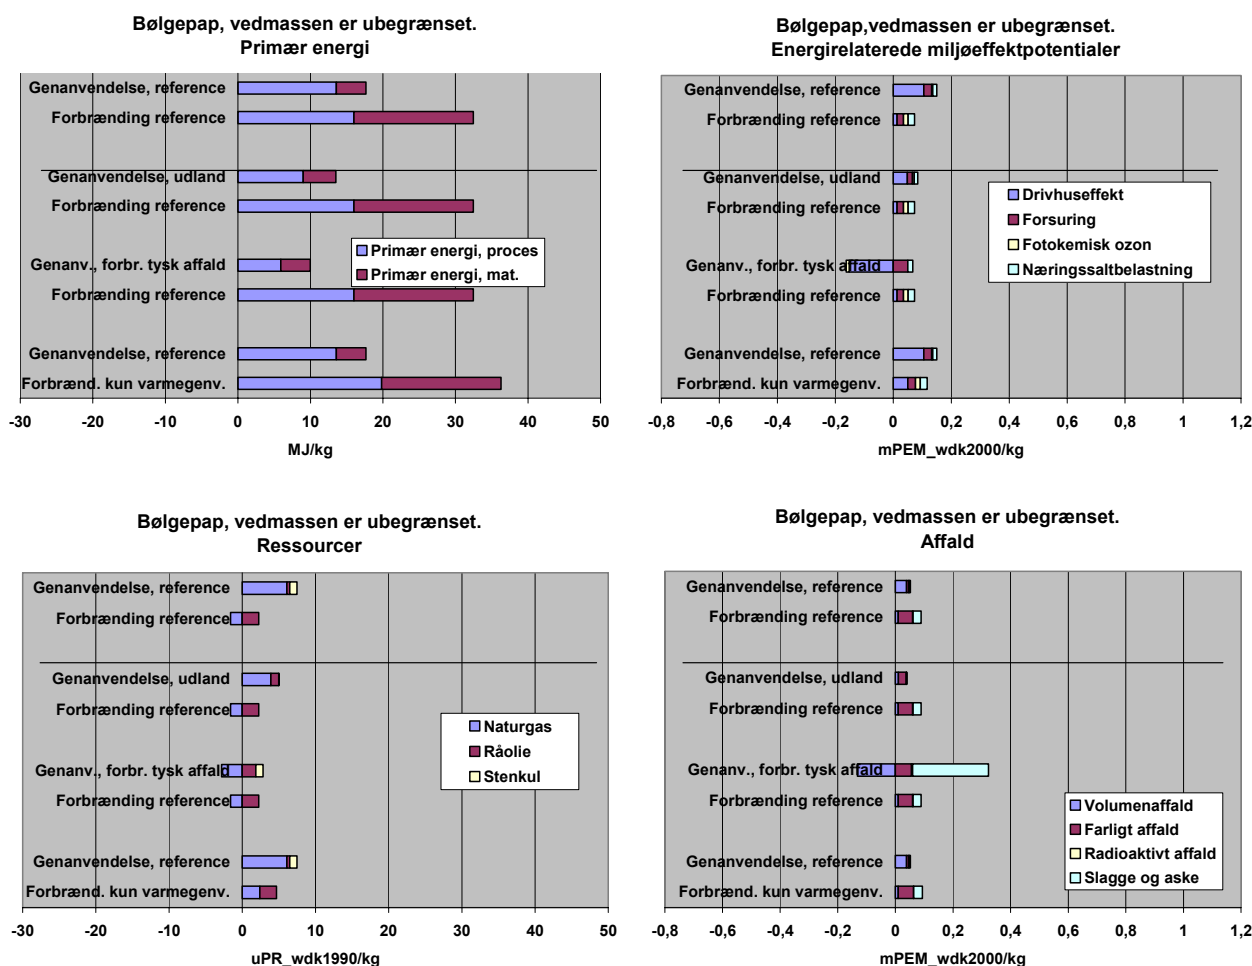 Bølgepap, vedmassen er ubegrænset.
Primær energi
Genanvendelse, reference
Forbrænding reference
Genanvendelse, udland
Forbrænding reference
Genanv., forbr. tysk affald
Forbrænding reference
Genanvendelse, reference
Forbrænd. kun varmegenv.
Primær energi, proces
Primær energi, mat.
-30 -20 -10 0 10 20 30 40 50
MJ/kg
Bølgepap,vedmassen er ubegrænset.
Energirelaterede miljøeffektpotentialer
Genanvendelse, reference
Forbrænding reference
Genanvendelse, udland
Forbrænding reference
Genanv., forbr. tysk affald
Forbrænding reference
Genanvendelse, reference
Forbrænd. kun varmegenv.
Drivhuseffekt
Forsuring
Fotokemisk ozon
Næringssaltbelastning
-0,8 -0,6 -0,4 -0,2 0 0,2 0,4 0,6 0,8 1 1,2
mPEM_wdk2000/kg
Bølgepap, vedmassen er ubegrænset.
Ressourcer
Genanvendelse, reference
Forbrænding reference
Genanvendelse, udland
Forbrænding reference
Genanv., forbr. tysk affald
Forbrænding reference
Genanvendelse, reference
Forbrænd. kun varmegenv.
Naturgas
Råolie
Stenkul
-30 -20 -10 0 10 20 30 40 50
uPR_wdk1990/kg
Bølgepap, vedmassen er ubegrænset.
Affald
Genanvendelse, reference
Forbrænding reference
Genanvendelse, udland
Forbrænding reference
Genanv., forbr. tysk affald
Forbrænding reference
Genanvendelse, reference
Forbrænd. kun varmegenv.
Volumenaffald
Farligt affald
Radioaktivt affald
Slagge og aske
-0,8 -0,6 -0,4 -0,2 0 0,2 0,4 0,6 0,8 1 1,2
mPEM_wdk2000/kg